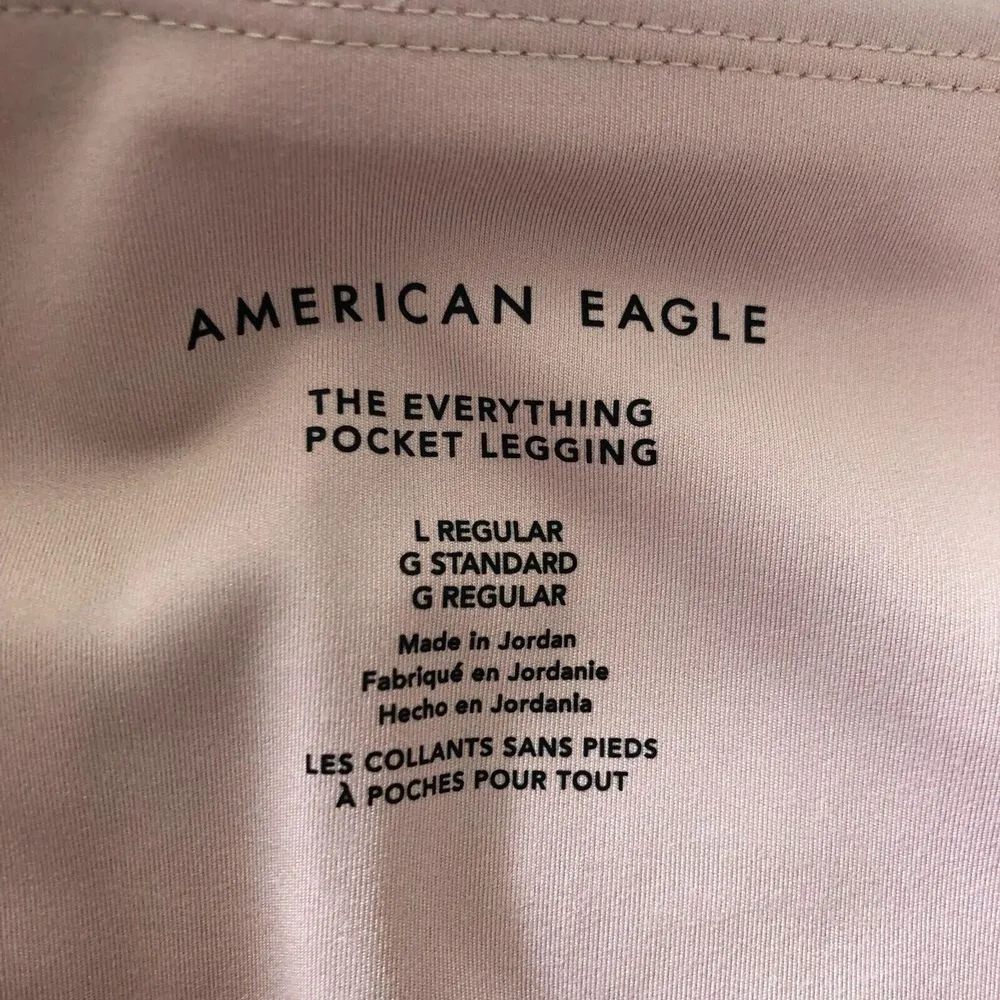 AMERICAN EAGLE
THE EVERYTHING
POCKET LEGGING
L REGULAR
G STANDARD
G REGULAR
Made in Jordan
Fabriqué en Jordanie
Hecho en Jordania
LES COLLANTS SANS PIEDS
À POCHES POUR TOUT